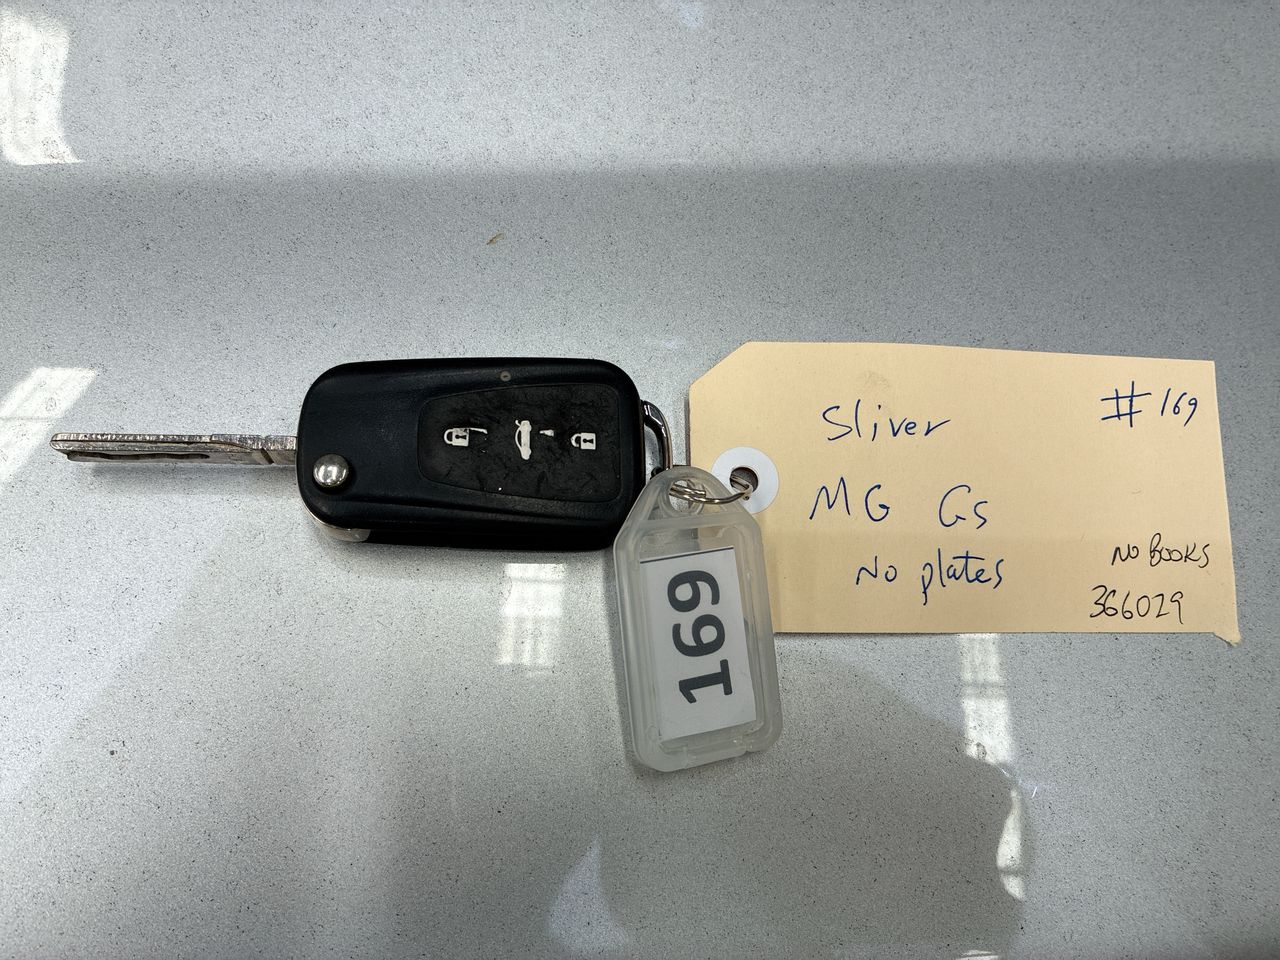 Sliver
# 169
MG GS
No plates
NO BOOKS
366029
169